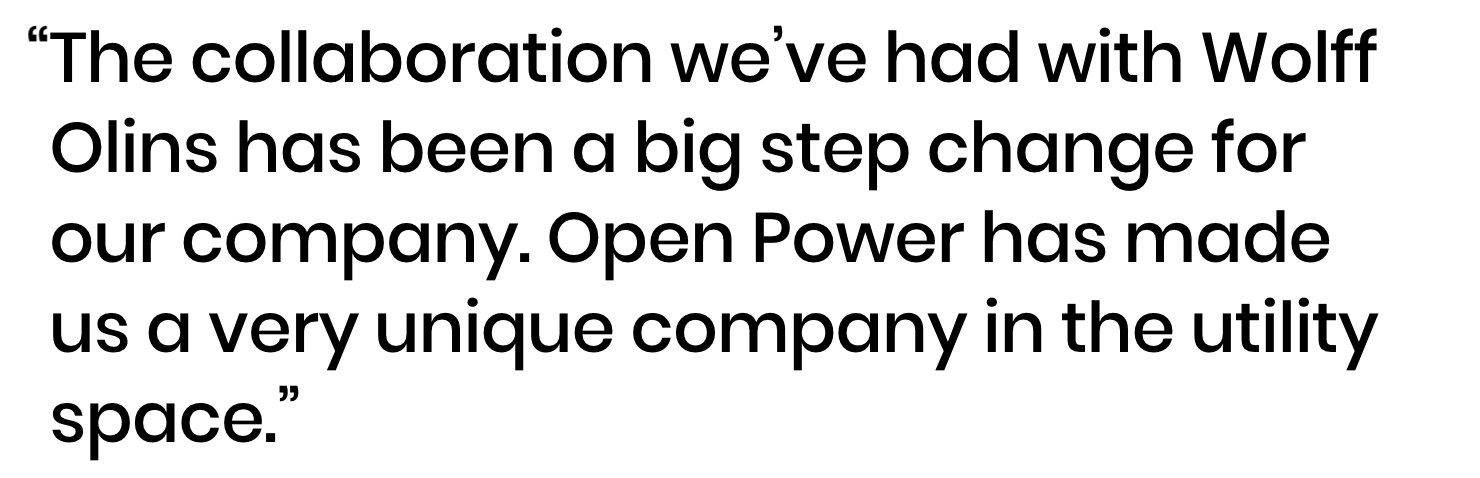 “The collaboration we’ve had with Wolff
Olins has been a big step change for
our company. Open Power has made
us a very unique company in the utility
space.”